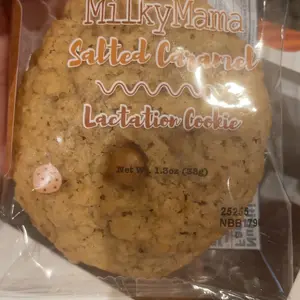 MilkyMama
Salted Caramel
Lactation Cookie
Net Wt. 1.3oz (38g)